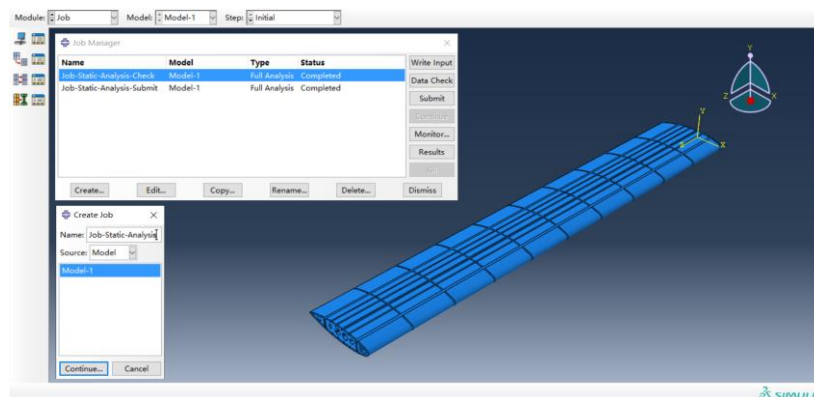 Module: Job Model: Model-1 Step: Initial
Job Manager
Name Model Type Status
Job-Static-Analysis-Check Model-1 Full Analysis Completed
Job-Static-Analysis-Submit Model-1 Full Analysis Completed
Write Input
Data Check
Submit
Continue
Monitor...
Results
Kill
Create... Edit... Copy... Rename... Delete... Dismiss
Create Job
Name: Job-Static-Analysis
Source: Model
Model-1
Continue... Cancel
Y
Z X
Y
Z X
SIMULI